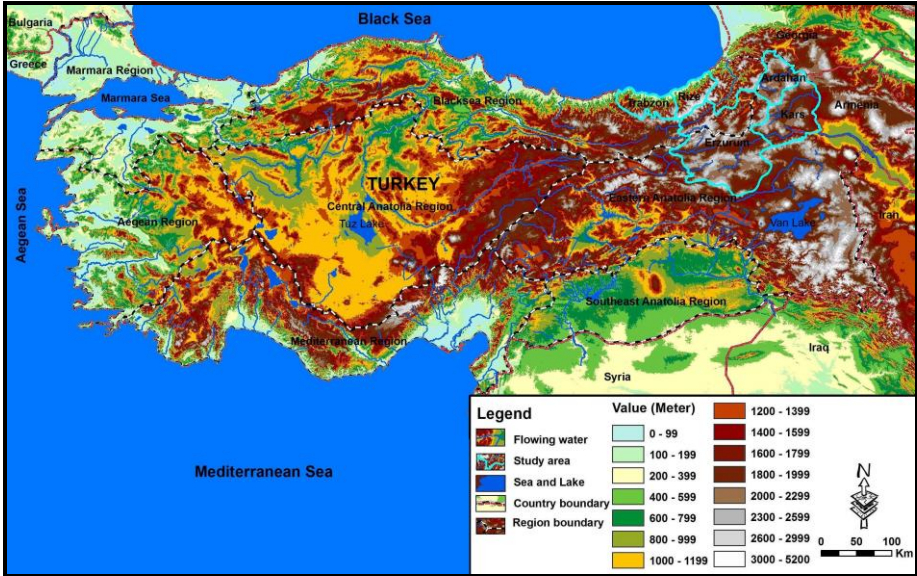 Black Sea
Bulgaria
Greece
Marmara Region
Marmara Sea
Georgia
Ardahan
Rize
Trabzon
Blacksea Region
Armenia
Kars
Erzurum
TURKEY
Central Anatolia Region
Tuz Lake
Eastern Anatolia Region
Van Lake
Iran
Aegean Sea
Aegean Region
Southeast Anatolia Region
Mediterranean Region
Iraq
Syria
Mediterranean Sea
Legend
Flowing water
Study area
Sea and Lake
Country boundary
Region boundary
Value (Meter)
0 - 99
100 - 199
200 - 399
400 - 599
600 - 799
800 - 999
1000 - 1199
1200 - 1399
1400 - 1599
1600 - 1799
1800 - 1999
2000 - 2299
2300 - 2599
2600 - 2999
3000 - 5200
N
0 50 100
Km